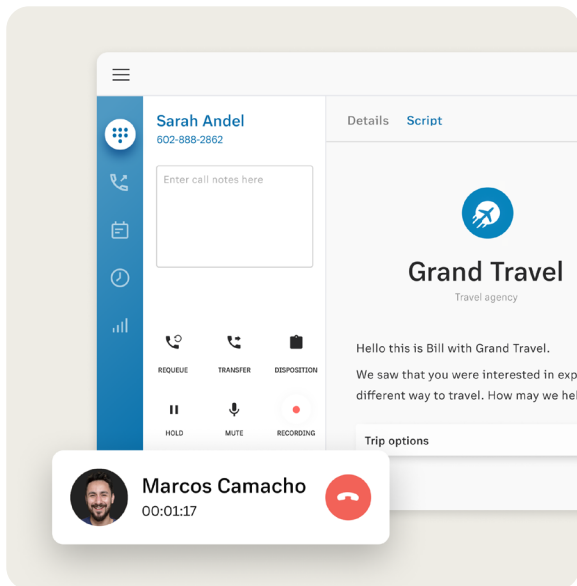 Sarah Andel
602-888-2862
Enter call notes here
REQUEUE
TRANSFER
DISPOSITION
HOLD
MUTE
RECORDING
Details
Script
Grand Travel
Travel agency
Hello this is Bill with Grand Travel.
We saw that you were interested in exp
different way to travel. How may we hel
Trip options
Marcos Camacho
00:01:17